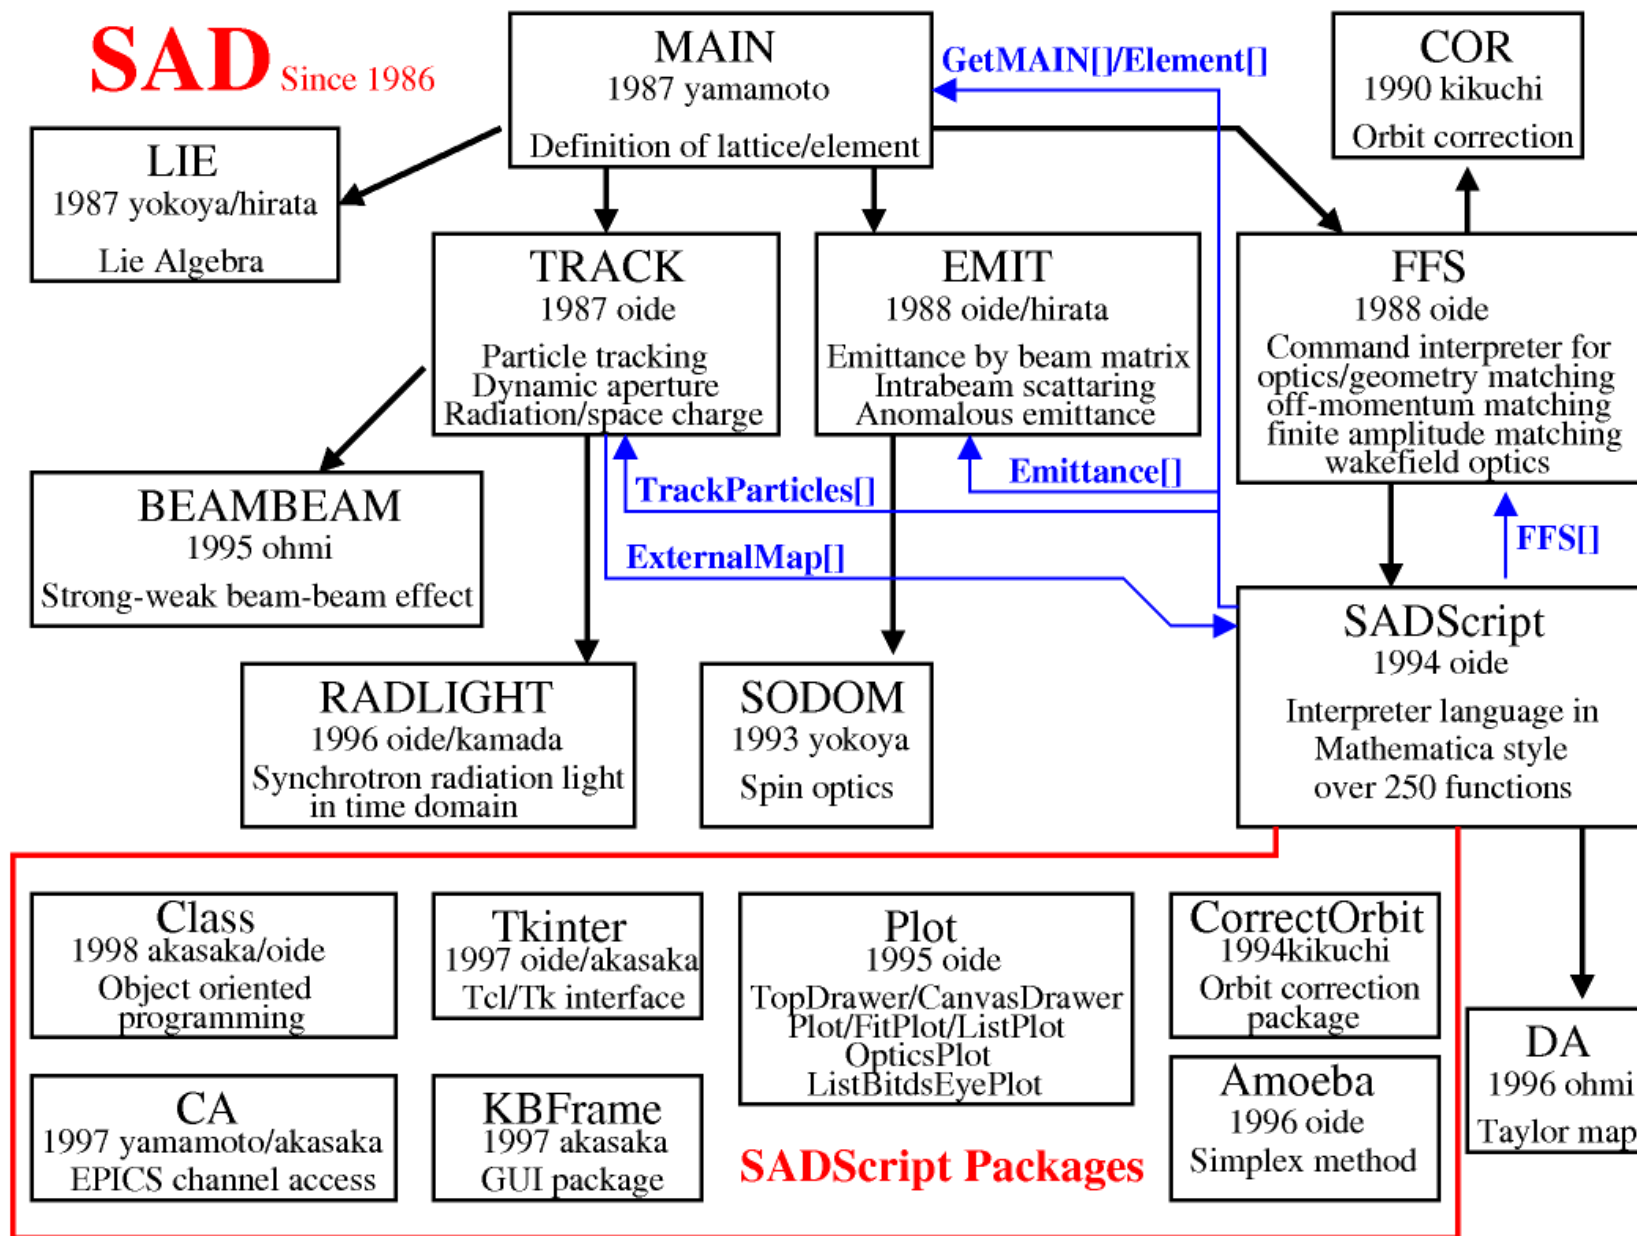 SAD Since 1986
MAIN
1987 yamamoto
Definition of lattice/element
GetMAIN[]/Element[]
COR
1990 kikuchi
Orbit correction
LIE
1987 yokoya/hirata
Lie Algebra
TRACK
1987 oide
Particle tracking
Dynamic aperture
Radiation/space charge
EMIT
1988 oide/hirata
Emittance by beam matrix
Intrabeam scattaring
Anomalous emittance
FFS
1988 oide
Command interpreter for
optics/geometry matching
off-momentum matching
finite amplitude matching
wakefield optics
BEAMBEAM
1995 ohmi
Strong-weak beam-beam effect
TrackParticles[]
Emittance[]
ExternalMap[]
FFS[]
RADLIGHT
1996 oide/kamada
Synchrotron radiation light
in time domain
SODOM
1993 yokoya
Spin optics
SADScript
1994 oide
Interpreter language in
Mathematica style
over 250 functions
Class
1998 akasaka/oide
Object oriented
programming
Tkinter
1997 oide/akasaka
Tcl/Tk interface
Plot
1995 oide
TopDrawer/CanvasDrawer
Plot/FitPlot/ListPlot
OpticsPlot
ListBitdsEyePlot
CorrectOrbit
1994kikuchi
Orbit correction
package
CA
1997 yamamoto/akasaka
EPICS channel access
KBFrame
1997 akasaka
GUI package
SADScript Packages
Amoeba
1996 oide
Simplex method
DA
1996 ohmi
Taylor map